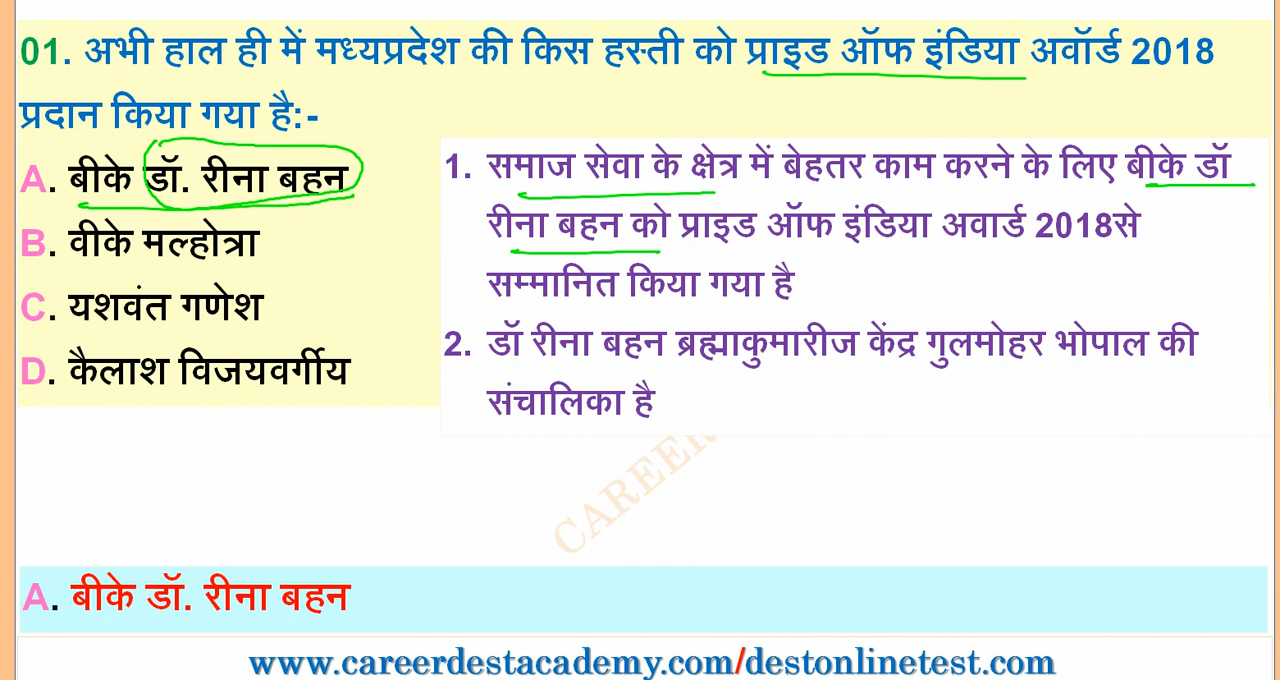 01. अभी हाल ही में मध्यप्रदेश की किस हस्ती को प्राइड ऑफ इंडिया अवॉर्ड 2018
प्रदान किया गया है:-
A. बीके डॉ. रीना बहन
B. वीके मल्होत्रा
C. यशवंत गणेश
D. कैलाश विजयवर्गीय
1. समाज सेवा के क्षेत्र में बेहतर काम करने के लिए बीके डॉ
रीना बहन को प्राइड ऑफ इंडिया अवार्ड 2018से
सम्मानित किया गया है
2. डॉ रीना बहन ब्रह्माकुमारीज केंद्र गुलमोहर भोपाल की
संचालिका है
CAREER
A. बीके डॉ. रीना बहन
www.careerdestacademy.com/destonlinetest.com